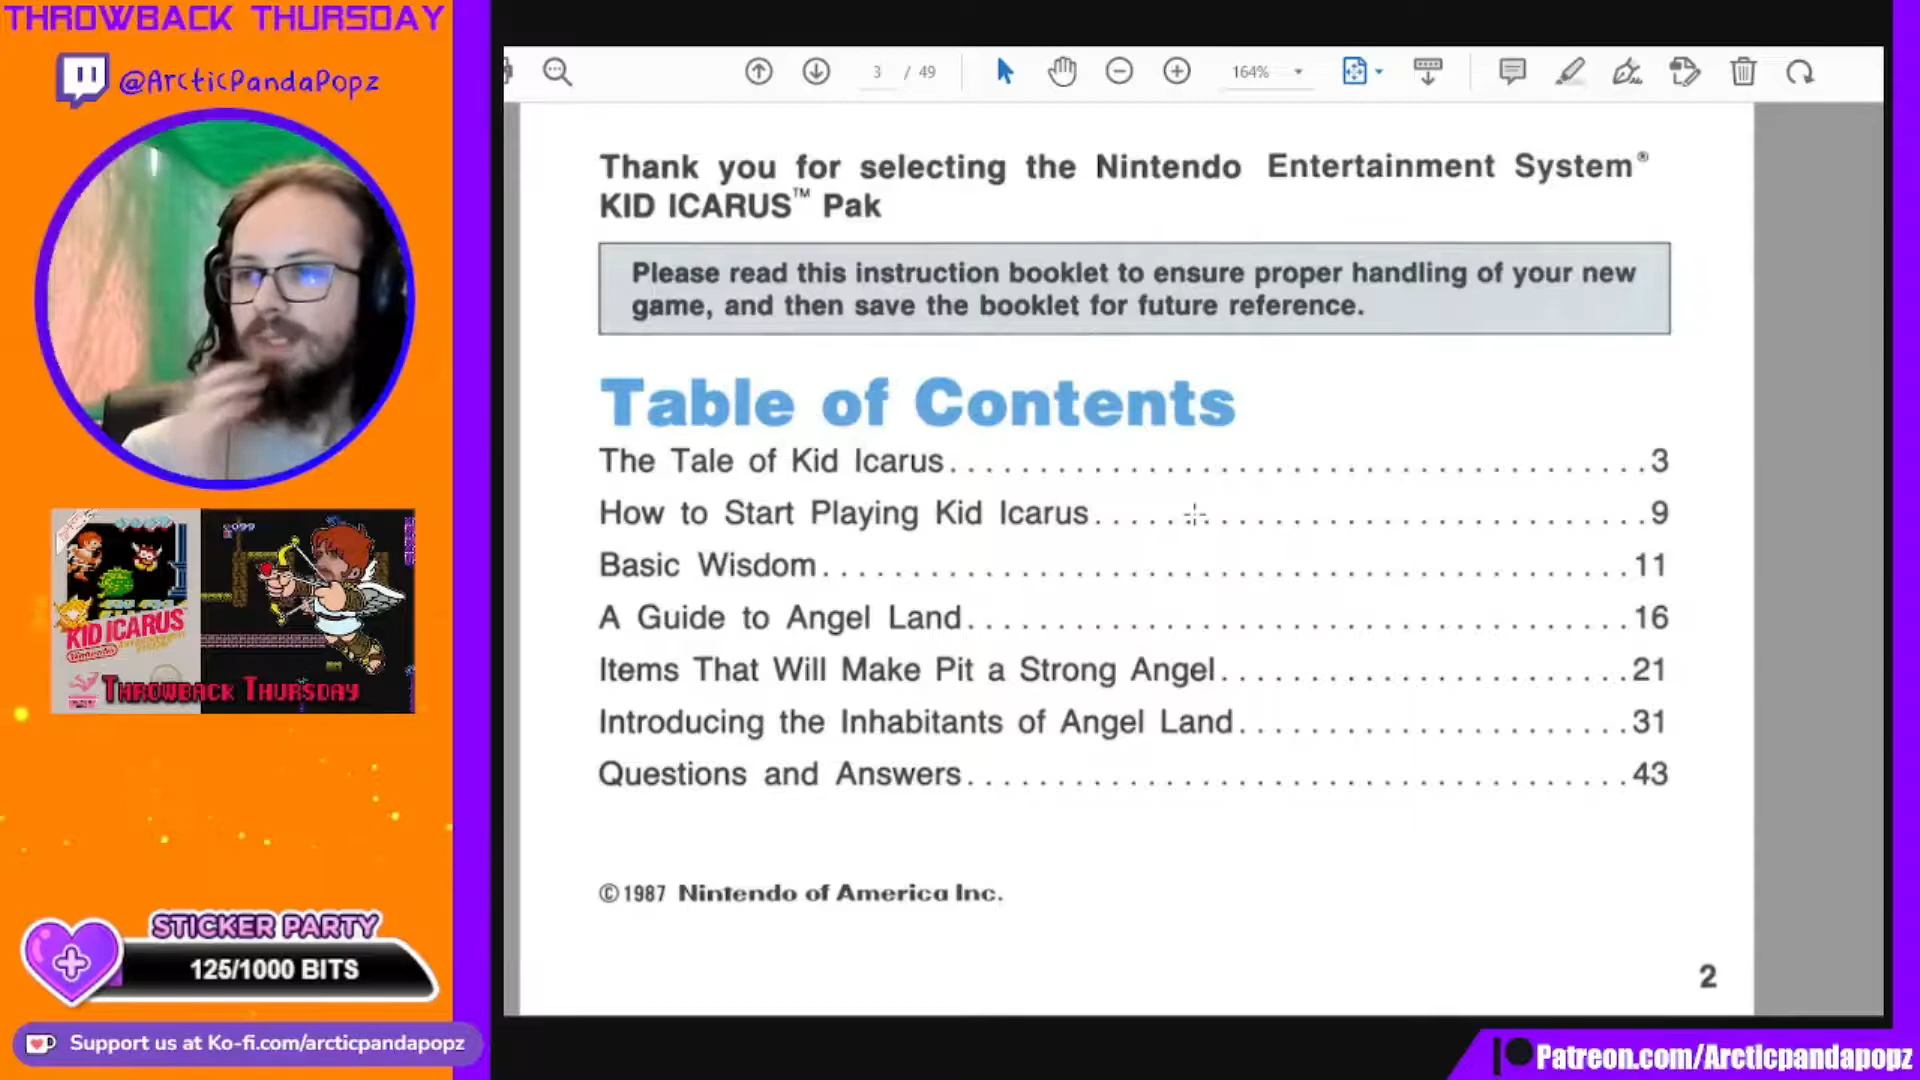 THROWBACK THURSDAY
@ArcticPandaPopz
3 / 49
164%
Thank you for selecting the Nintendo Entertainment System®
KID ICARUS™ Pak
Please read this instruction booklet to ensure proper handling of your new
game, and then save the booklet for future reference.
Table of Contents
The Tale of Kid Icarus. . . . . . . . . . . . . . . . . . . . . . . . . . . . . . . . 3
How to Start Playing Kid Icarus. . . . . . . . . . . . . . . . . . . . . . . . . 9
Basic Wisdom. . . . . . . . . . . . . . . . . . . . . . . . . . . . . . . . . . . . 11
A Guide to Angel Land. . . . . . . . . . . . . . . . . . . . . . . . . . . . . . 16
Items That Will Make Pit a Strong Angel. . . . . . . . . . . . . . . . . . . 21
Introducing the Inhabitants of Angel Land. . . . . . . . . . . . . . . . . . 31
Questions and Answers. . . . . . . . . . . . . . . . . . . . . . . . . . . . . . 43
©1987 Nintendo of America Inc.
2
KID ICARUS
Nintendo
THROWBACK THURSDAY
STICKER PARTY
125/1000 BITS
Support us at Ko-fi.com/arcticpandapopz
Patreon.com/Arcticpandapopz